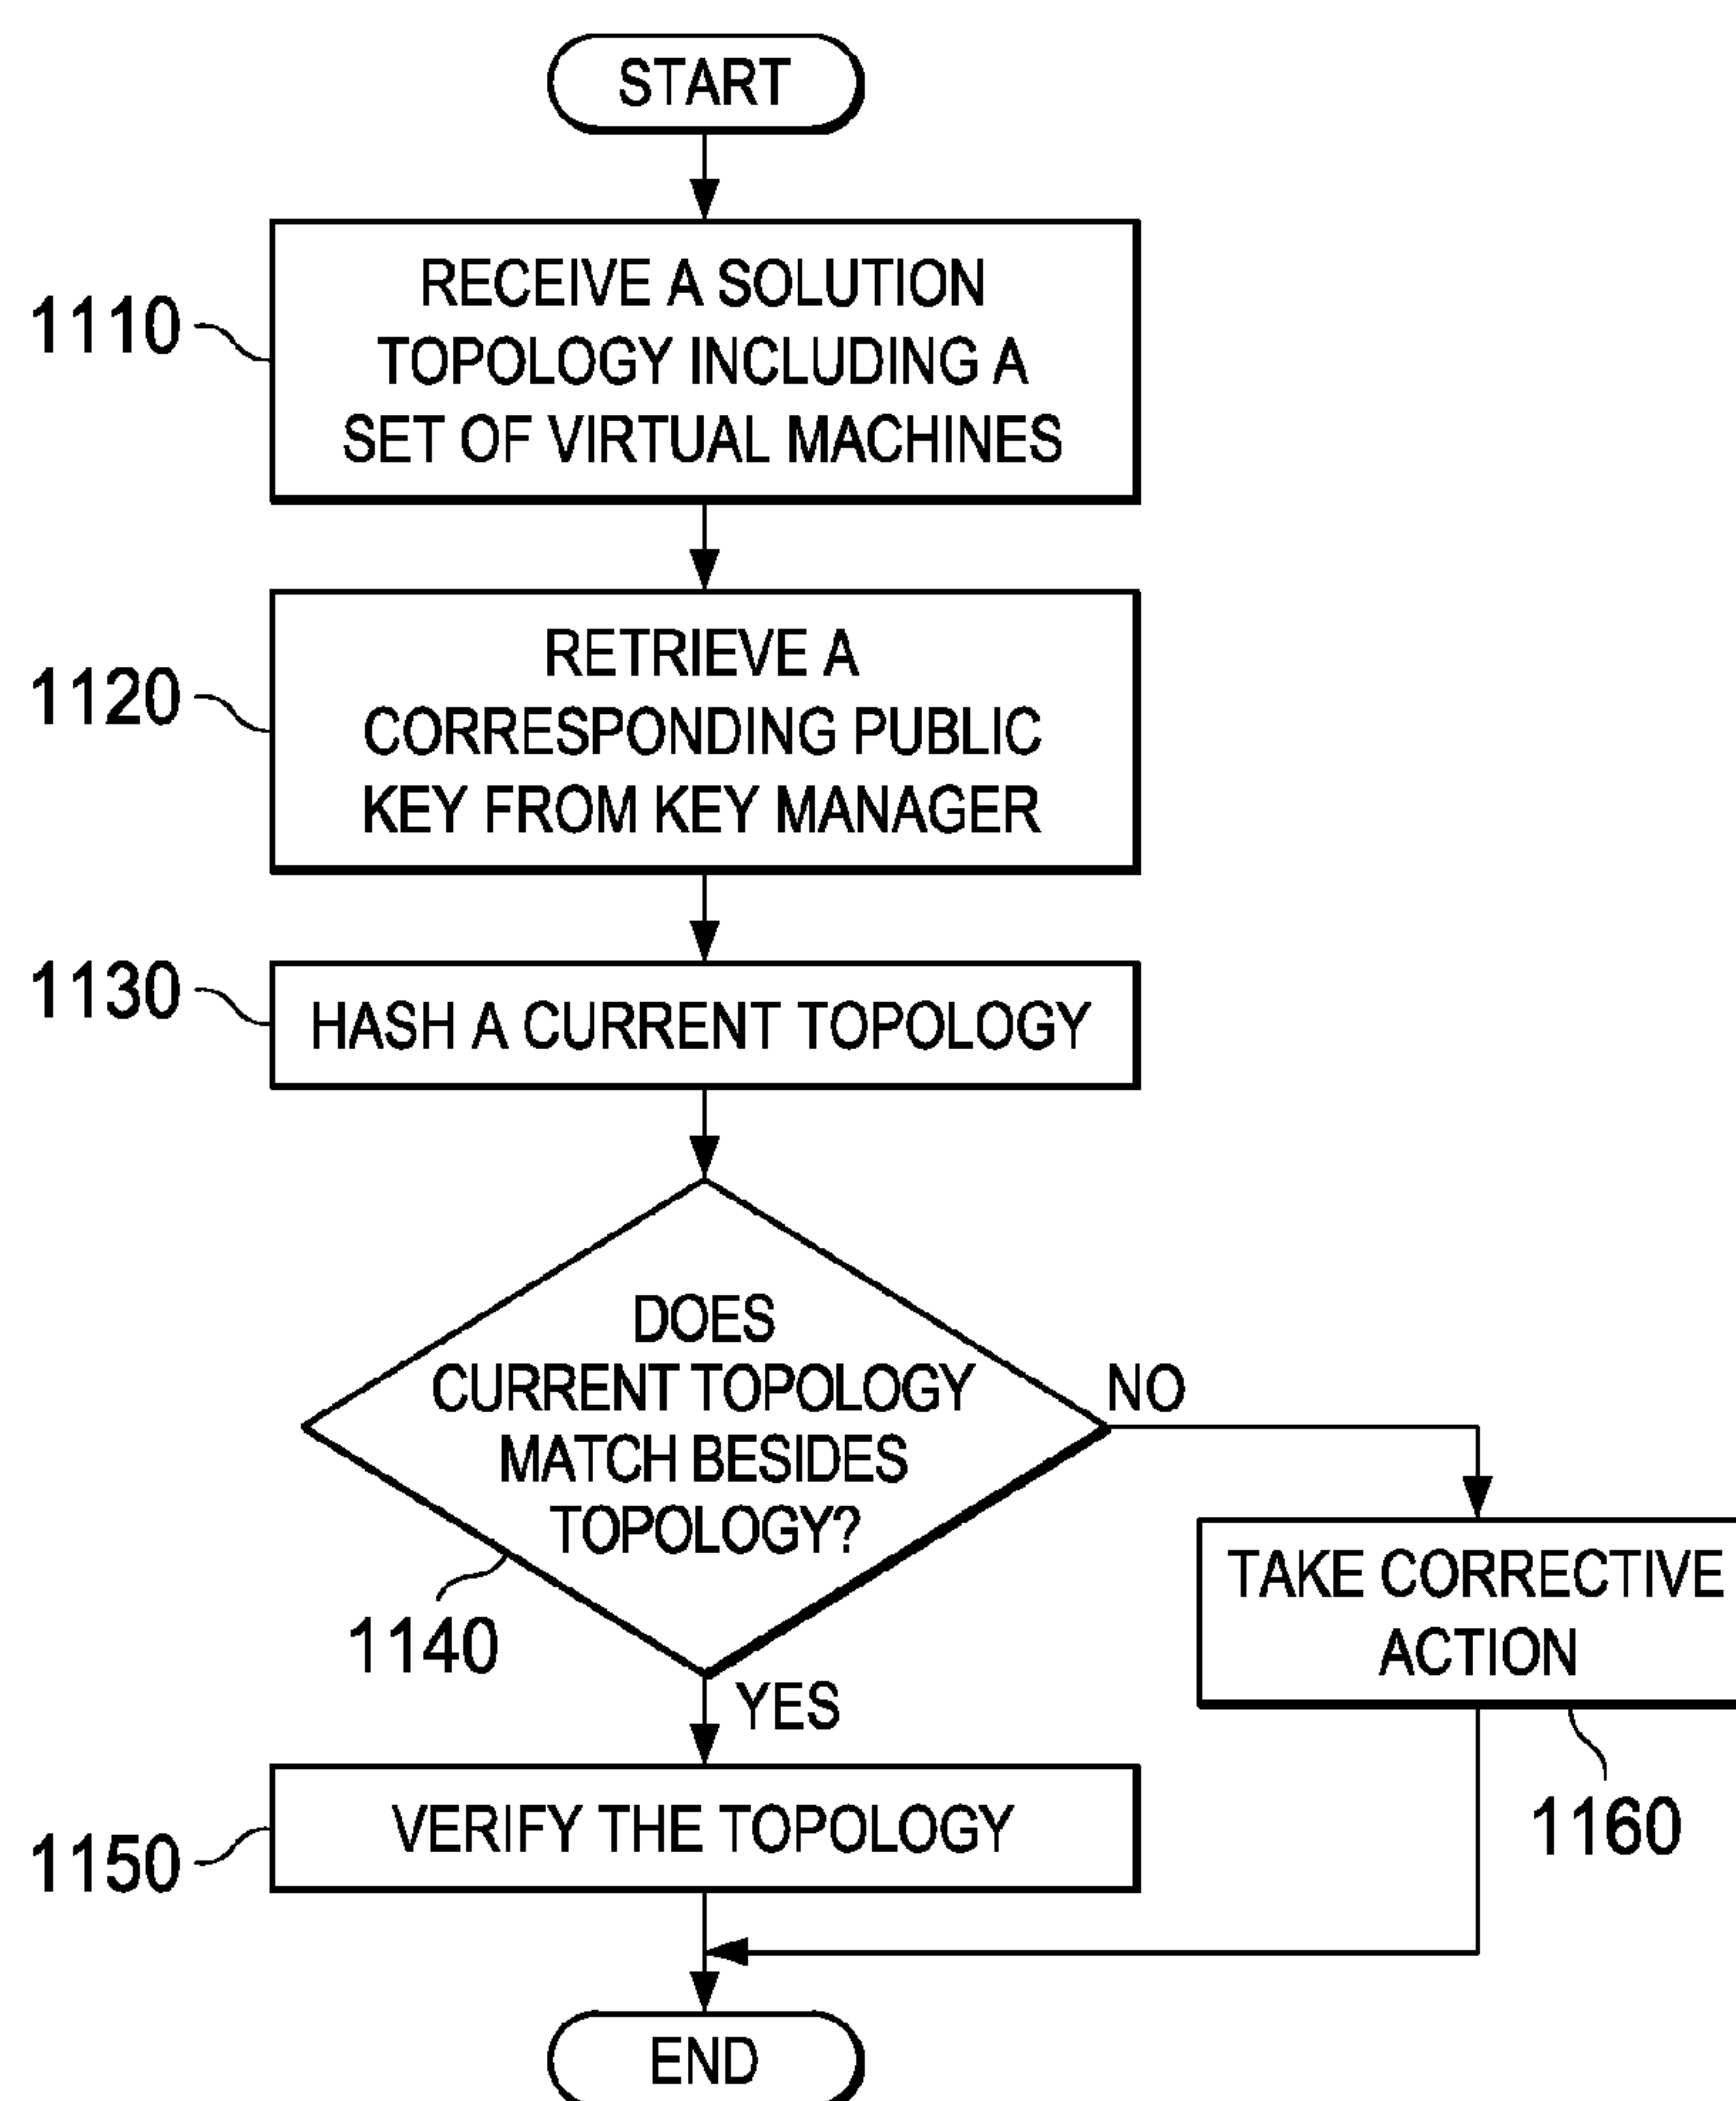 START
1110
RECEIVE A SOLUTION
TOPOLOGY INCLUDING A
SET OF VIRTUAL MACHINES
1120
RETRIEVE A
CORRESPONDING PUBLIC
KEY FROM KEY MANAGER
1130
HASH A CURRENT TOPOLOGY
DOES
CURRENT TOPOLOGY
MATCH BESIDES
TOPOLOGY?
1140
NO
YES
TAKE CORRECTIVE
ACTION
1160
1150
VERIFY THE TOPOLOGY
END